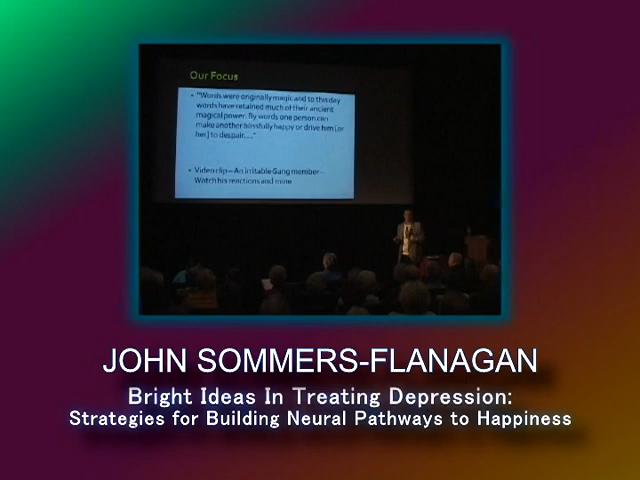 Our Focus
• "Words were originally magic and to this day
words have retained much of their ancient
magical power. By words one person can
make another blissfully happy or drive him [or
her] to despair...."
• Video clip – An irritable Gang member –
Watch his reactions and mine
JOHN SOMMERS-FLANAGAN
Bright Ideas In Treating Depression:
Strategies for Building Neural Pathways to Happiness